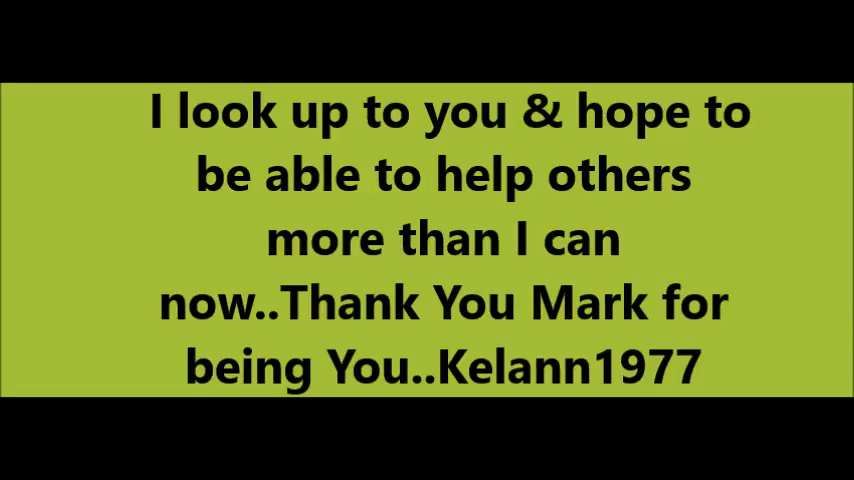 I look up to you & hope to
be able to help others
more than I can
now..Thank You Mark for
being You..Kelann1977